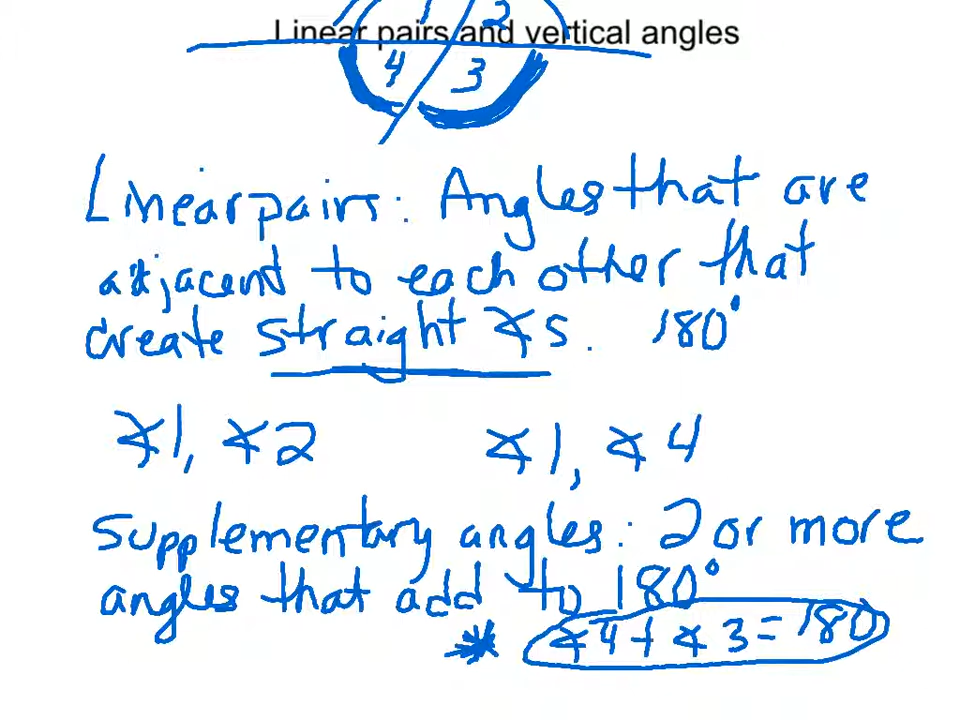 1 2
Linear pairs and vertical angles
4 3
Linear pairs: Angles that are
adjacent to each other that
create straight ∡s. 180°
∡1, ∡2 ∡1, ∡4
Supplementary angles: 2 or more
angles that add to 180°
* ∡4 + ∡3 = 180